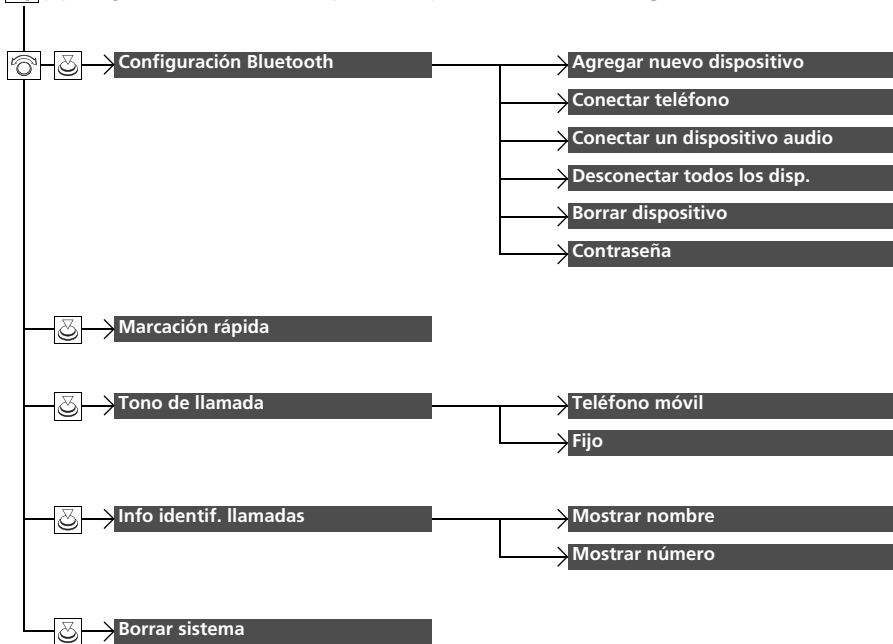 Configuración Bluetooth
Agregar nuevo dispositivo
Conectar teléfono
Conectar un dispositivo audio
Desconectar todos los disp.
Borrar dispositivo
Contraseña
Marcación rápida
Tono de llamada
Teléfono móvil
Fijo
Info identif. llamadas
Mostrar nombre
Mostrar número
Borrar sistema